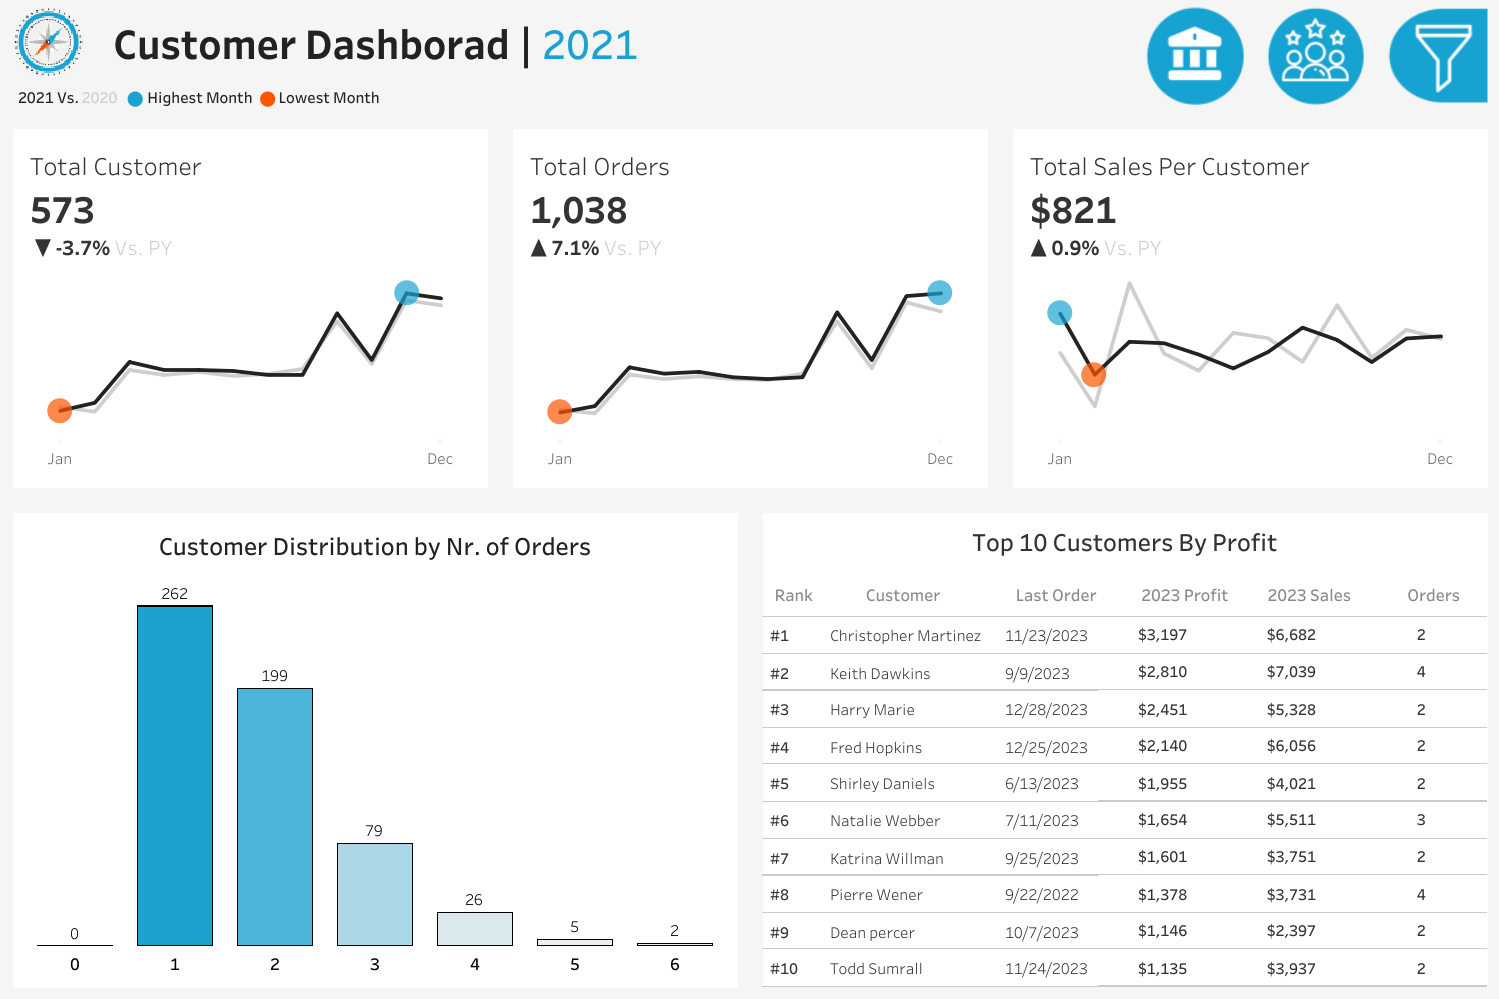 Customer Dashborad | 2021
2021 Vs. 2020 Highest Month Lowest Month
Total Customer
573
▼ -3.7% Vs. PY
Jan Dec
Total Orders
1,038
▲ 7.1% Vs. PY
Jan Dec
Total Sales Per Customer
$821
▲ 0.9% Vs. PY
Jan Dec
Customer Distribution by Nr. of Orders
0 262 199 79 26 5 2
0 1 2 3 4 5 6
Top 10 Customers By Profit
Rank Customer Last Order 2023 Profit 2023 Sales Orders
#1 Christopher Martinez 11/23/2023 $3,197 $6,682 2
#2 Keith Dawkins 9/9/2023 $2,810 $7,039 4
#3 Harry Marie 12/28/2023 $2,451 $5,328 2
#4 Fred Hopkins 12/25/2023 $2,140 $6,056 2
#5 Shirley Daniels 6/13/2023 $1,955 $4,021 2
#6 Natalie Webber 7/11/2023 $1,654 $5,511 3
#7 Katrina Willman 9/25/2023 $1,601 $3,751 2
#8 Pierre Wener 9/22/2022 $1,378 $3,731 4
#9 Dean percer 10/7/2023 $1,146 $2,397 2
#10 Todd Sumrall 11/24/2023 $1,135 $3,937 2